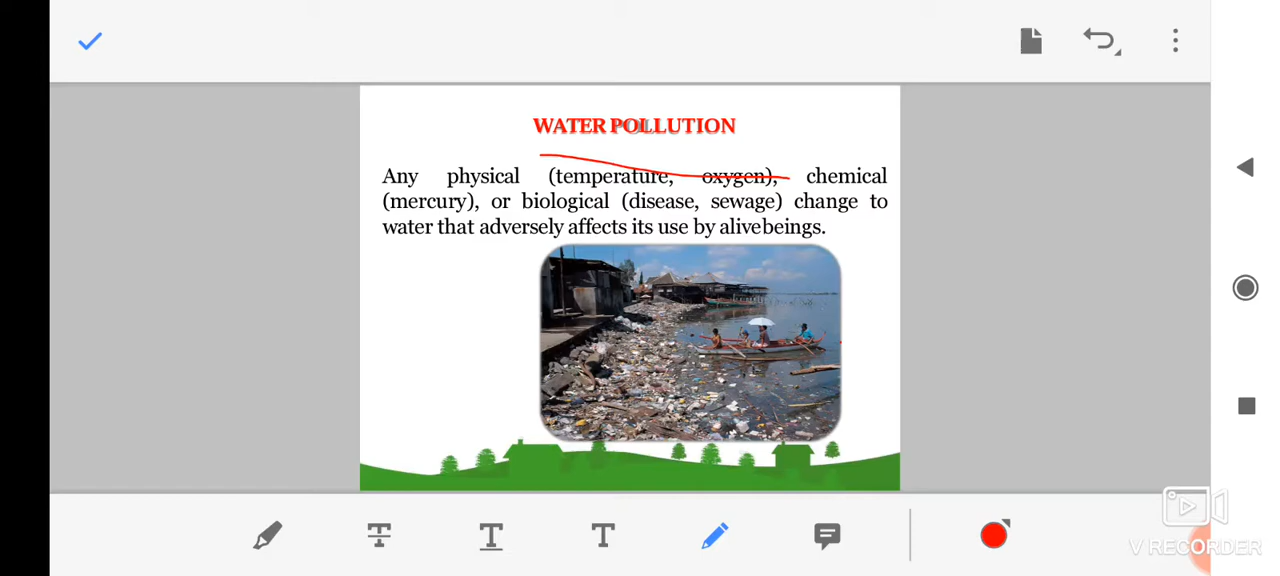 WATER POLLUTION
Any physical (temperature, oxygen), chemical
(mercury), or biological (disease, sewage) change to
water that adversely affects its use by alivebeings.
V RECORDER